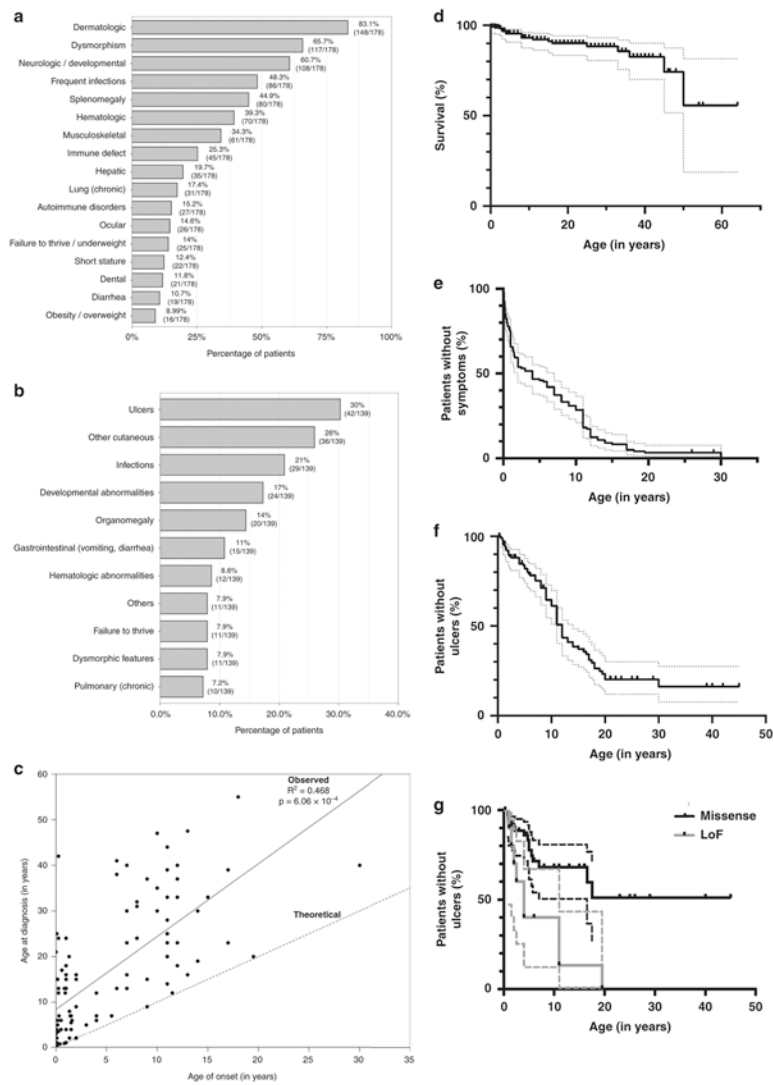 a
Dermatologic
83.1%
(148/178)
Dysmorphism
65.7%
(117/178)
Neurologic / developmental
60.7%
(108/178)
Frequent infections
48.3%
(86/178)
Splenomegaly
44.9%
(80/178)
Hematologic
39.3%
(70/178)
Musculoskeletal
34.3%
(61/178)
Immune defect
25.3%
(45/178)
Hepatic
19.7%
(35/178)
Lung (chronic)
17.4%
(31/178)
Autoimmune disorders
15.2%
(27/178)
Ocular
14.6%
(26/178)
Failure to thrive / underweight
14%
(25/178)
Short stature
12.4%
(22/178)
Dental
11.8%
(21/178)
Diarrhea
10.7%
(19/178)
Obesity / overweight
8.99%
(16/178)
0% 25% 50% 75% 100%
Percentage of patients
b
Ulcers
30%
(42/139)
Other cutaneous
26%
(36/139)
Infections
21%
(29/139)
Developmental abnormalities
17%
(24/139)
Organomegaly
14%
(20/139)
Gastrointestinal (vomiting, diarrhea)
11%
(15/139)
Hematologic abnormalities
8.6%
(12/139)
Others
7.9%
(11/139)
Failure to thrive
7.9%
(11/139)
Dysmorphic features
7.9%
(11/139)
Pulmonary (chronic)
7.2%
(10/139)
0.0% 10.0% 20.0% 30.0% 40.0%
Percentage of patients
c
60
50
40
30
20
10
0
Age at diagnosis (in years)
Observed
R² = 0.468
p = 6.06 × 10⁻⁴
Theoretical
0 5 10 15 20 25 30 35
Age of onset (in years)
d
100
50
0
Survival (%)
0 20 40 60
Age (in years)
e
100
50
0
Patients without
symptoms (%)
0 10 20 30
Age (in years)
f
100
50
0
Patients without
ulcers (%)
0 10 20 30 40 50
Age (in years)
g
100
50
0
Patients without
ulcers (%)
Missense
LoF
0 10 20 30 40 50
Age (in years)